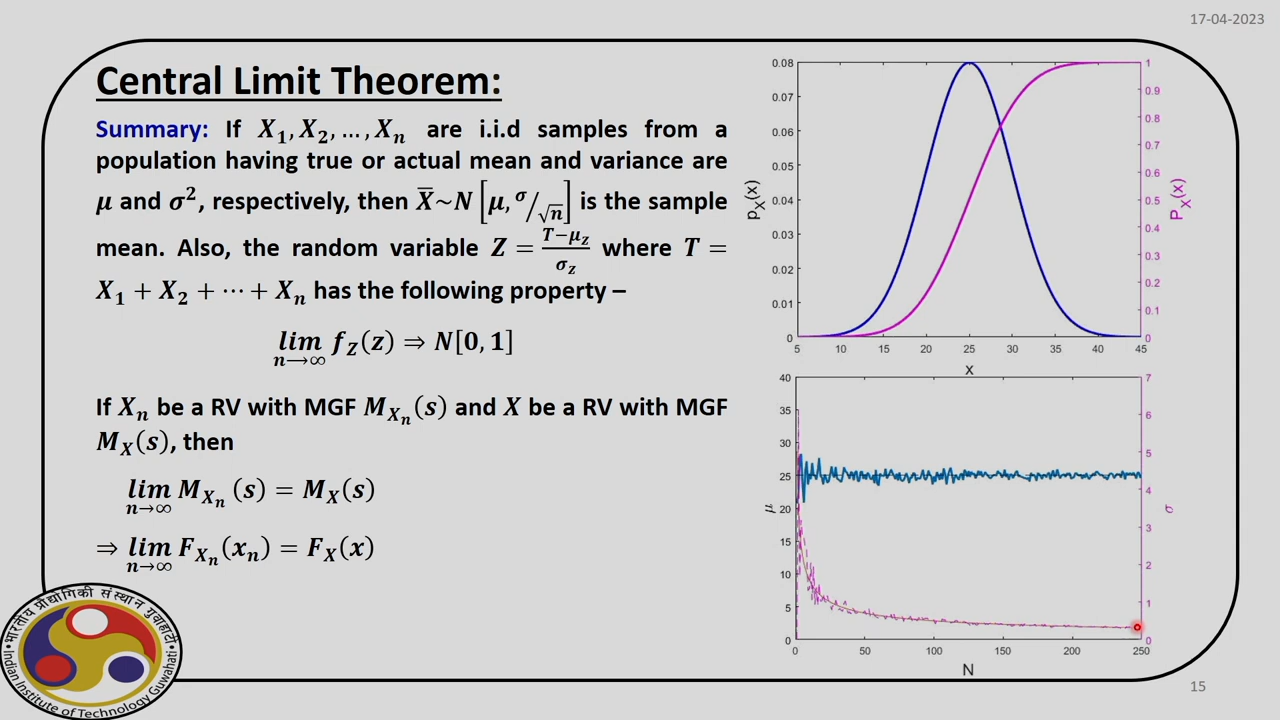 17-04-2023
Central Limit Theorem:
Summary: If X₁, X₂, …, Xₙ are i.i.d samples from a
population having true or actual mean and variance are
μ and σ², respectively, then X̅~N[μ, σ/√n] is the sample
mean. Also, the random variable Z = (T−μ_Z)/σ_Z where T =
X₁ + X₂ + ⋯ + Xₙ has the following property –
lim n⟶∞ f_Z(z) ⇒ N[0, 1]
If Xₙ be a RV with MGF M_{Xₙ}(s) and X be a RV with MGF
M_X(s), then
lim n→∞ M_{Xₙ}(s) = M_X(s)
⇒ lim n→∞ F_{Xₙ}(xₙ) = F_X(x)
0.08
0.07
0.06
0.05
0.04
0.03
0.02
0.01
0
p_X(x)
1
0.9
0.8
0.7
0.6
0.5
0.4
0.3
0.2
0.1
0
P_X(x)
5 10 15 20 25 30 35 40 45
x
40
35
30
25
20
15
10
5
0
μ
7
6
5
4
3
2
1
0
σ
0 50 100 150 200 250
N
भारतीय प्रौद्योगिकी संस्थान गुवाहाटी
Indian Institute of Technology Guwahati
15